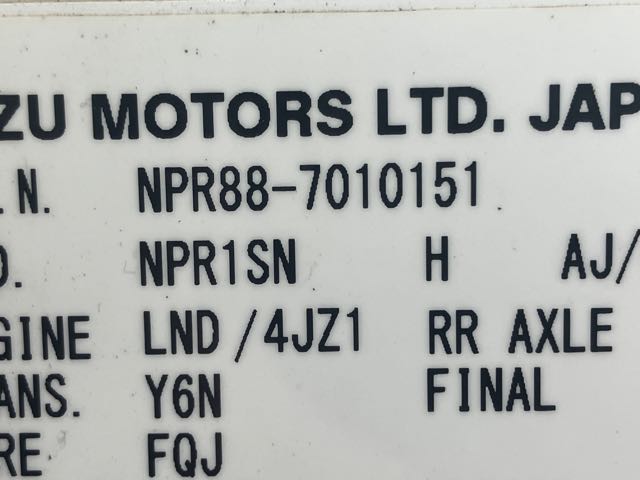 ZU MOTORS LTD. JAP
.N. NPR88-7010151
O. NPR1SN H AJ/
GINE LND/4JZ1 RR AXLE
ANS. Y6N FINAL
RE FQJ